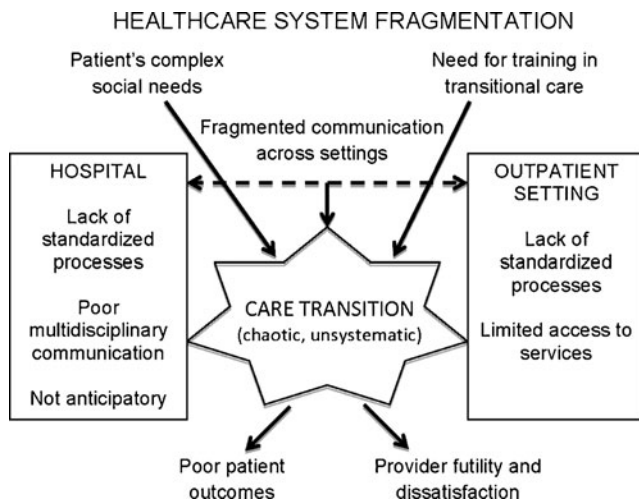 HEALTHCARE SYSTEM FRAGMENTATION
Patient's complex
social needs
Need for training in
transitional care
Fragmented communication
across settings
HOSPITAL
Lack of
standardized
processes
Poor
multidisciplinary
communication
Not anticipatory
CARE TRANSITION
(chaotic, unsystematic)
OUTPATIENT
SETTING
Lack of
standardized
processes
Limited access to
services
Poor patient
outcomes
Provider futility and
dissatisfaction